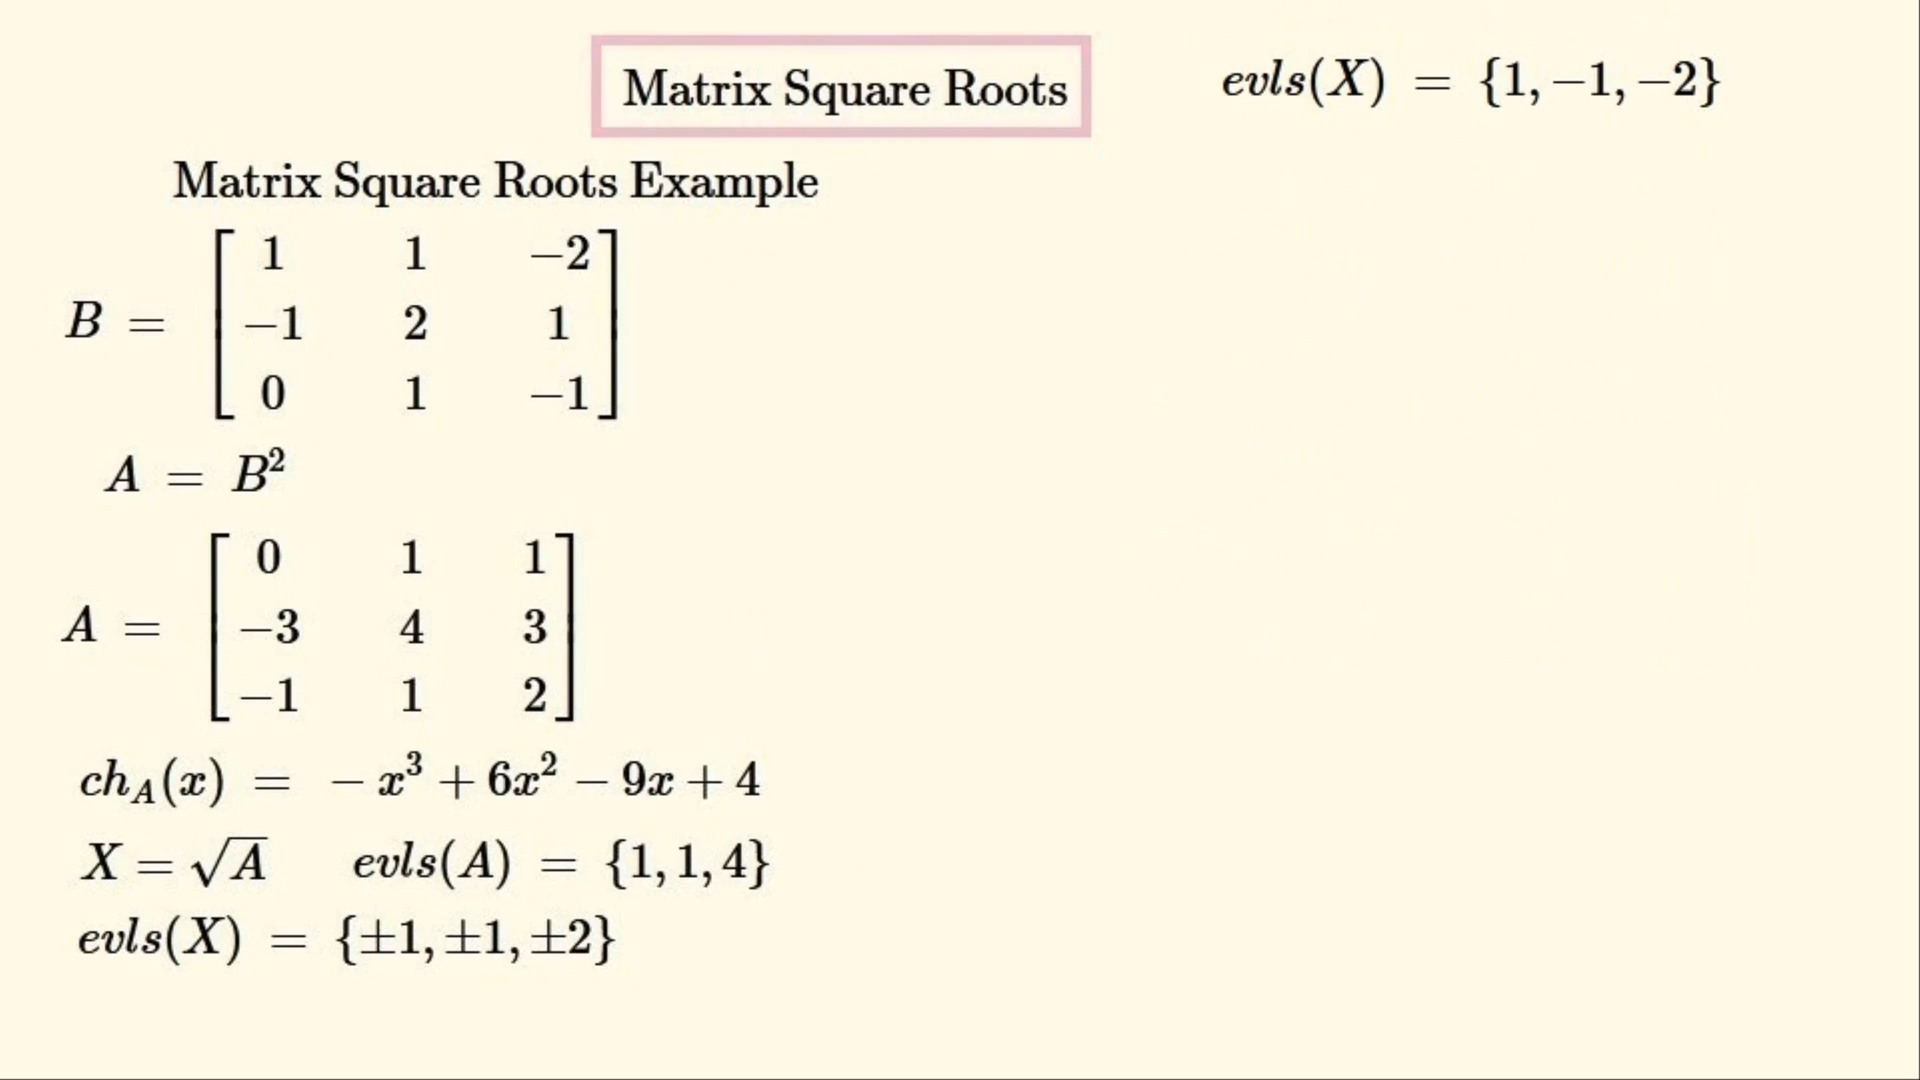 Matrix Square Roots
evls(X) = {1, −1, −2}
Matrix Square Roots Example
B = [ 1 1 −2
−1 2 1
0 1 −1 ]
A = B²
A = [ 0 1 1
−3 4 3
−1 1 2 ]
ch_A(x) = − x³ + 6x² − 9x + 4
X = √A evls(A) = {1, 1, 4}
evls(X) = {±1, ±1, ±2}